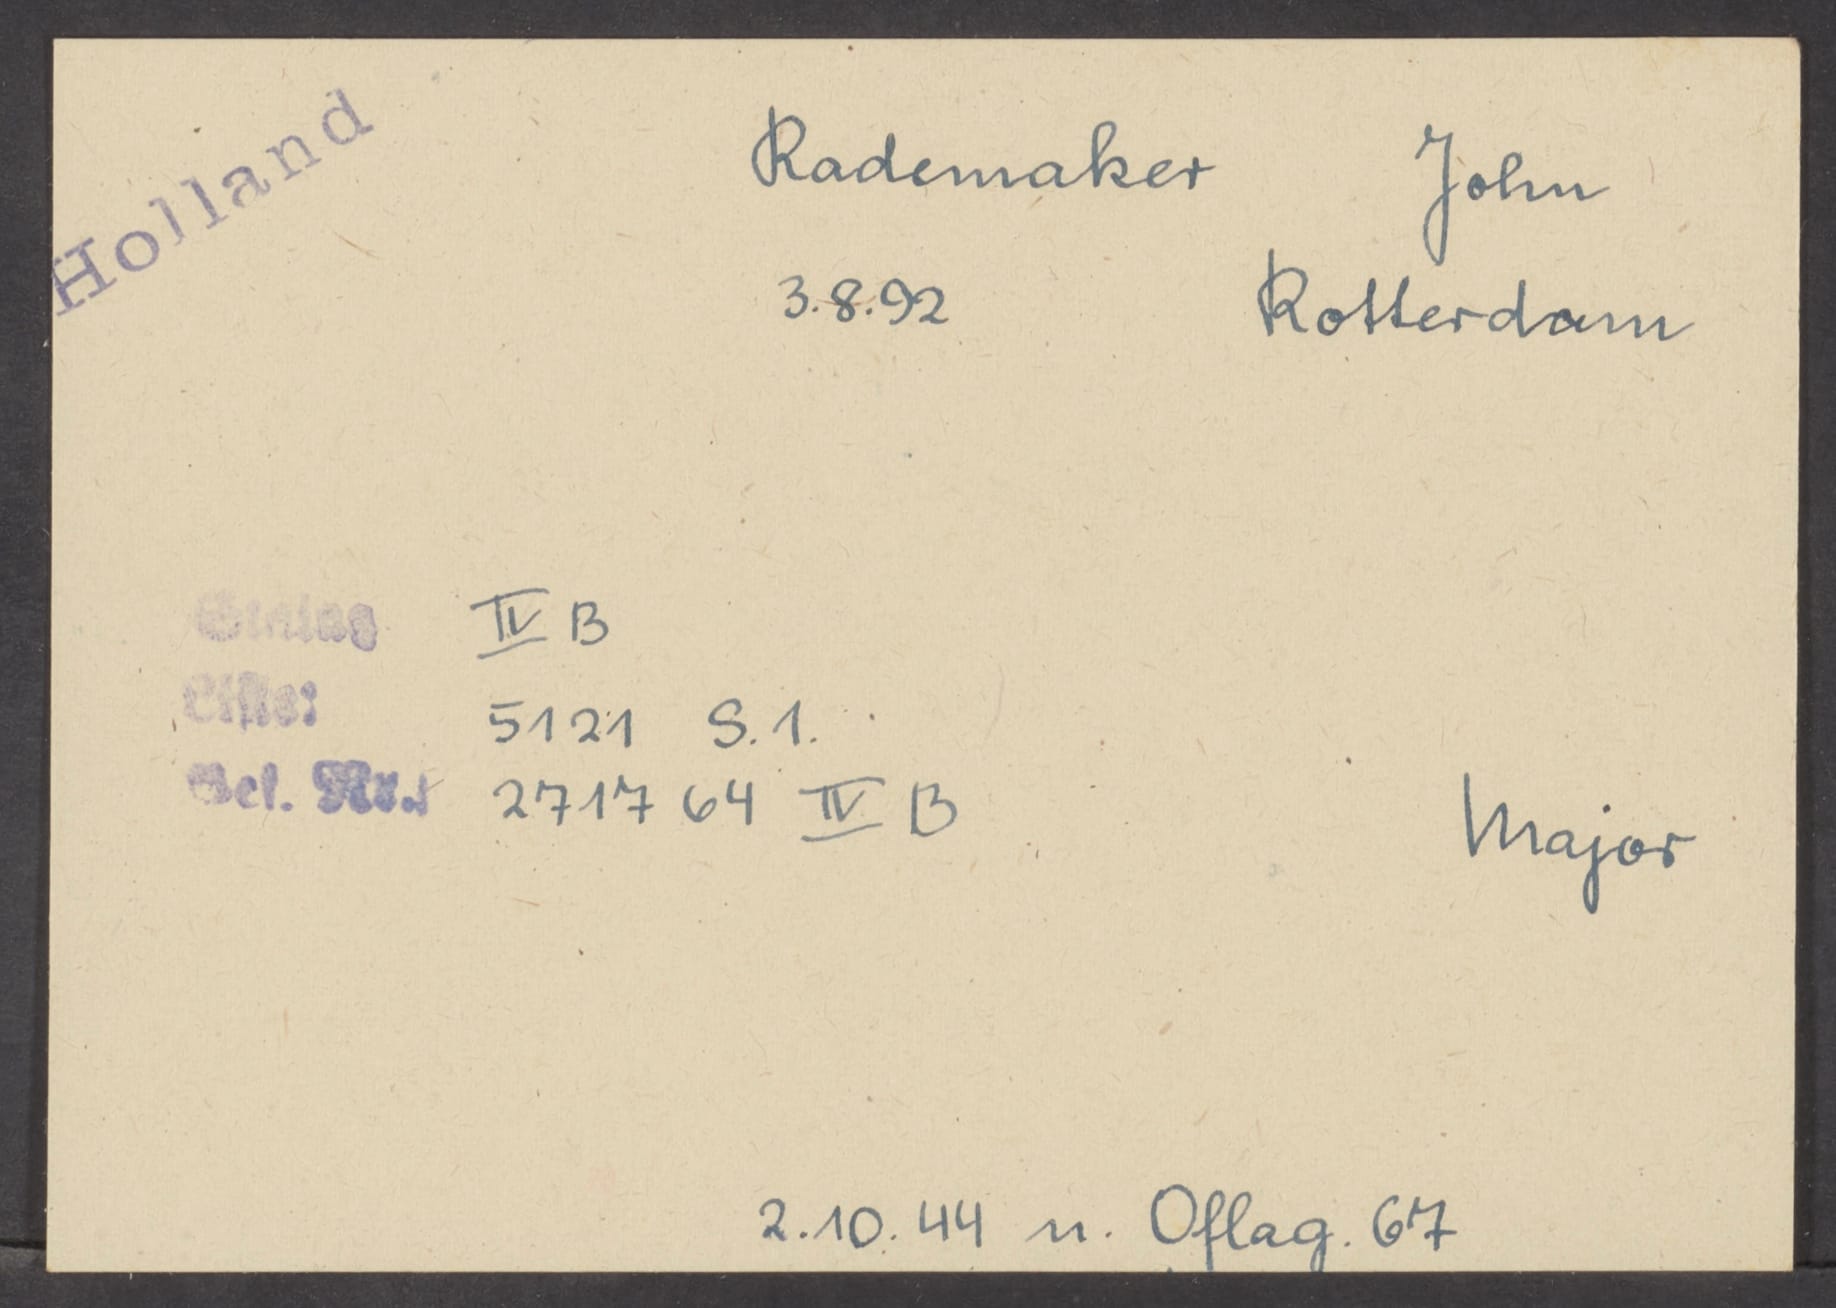 Holland
Rademaker John
3.8.92 Rotterdam
Stalag IV B
Liste: 5121 S.1.
Gef. Nr.: 271764 IV B
Major
2.10.44 n. Oflag. 67